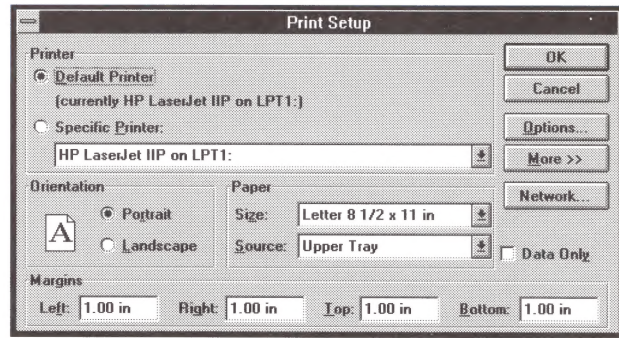 Print Setup
Printer
Default Printer
(currently HP LaserJet IIP on LPT1:)
Specific Printer:
HP LaserJet IIP on LPT1:
OK
Cancel
Options...
More >>
Network...
Orientation
Portrait
A
Landscape
Paper
Size: Letter 8 1/2 x 11 in
Source: Upper Tray
Data Only
Margins
Left: 1.00 in Right: 1.00 in Top: 1.00 in Bottom: 1.00 in